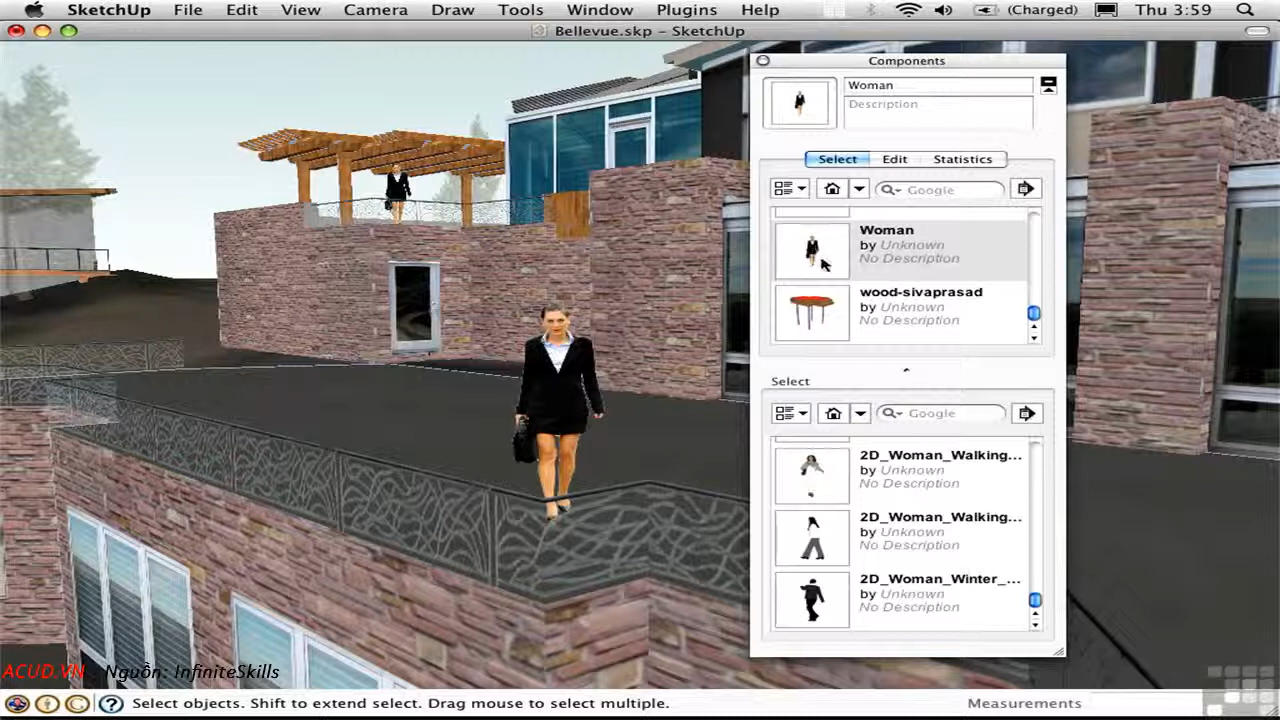 SketchUp File Edit View Camera Draw Tools Window Plugins Help (Charged) Thu 3:59
Bellevue.skp – SketchUp
Components
Woman
Description
Select Edit Statistics
Google
Woman
by Unknown
No Description
wood-sivaprasad
by Unknown
No Description
Select
Google
2D_Woman_Walking...
by Unknown
No Description
2D_Woman_Walking...
by Unknown
No Description
2D_Woman_Winter_...
by Unknown
No Description
ACUD.VN - Nguồn: InfiniteSkills
Select objects. Shift to extend select. Drag mouse to select multiple. Measurements